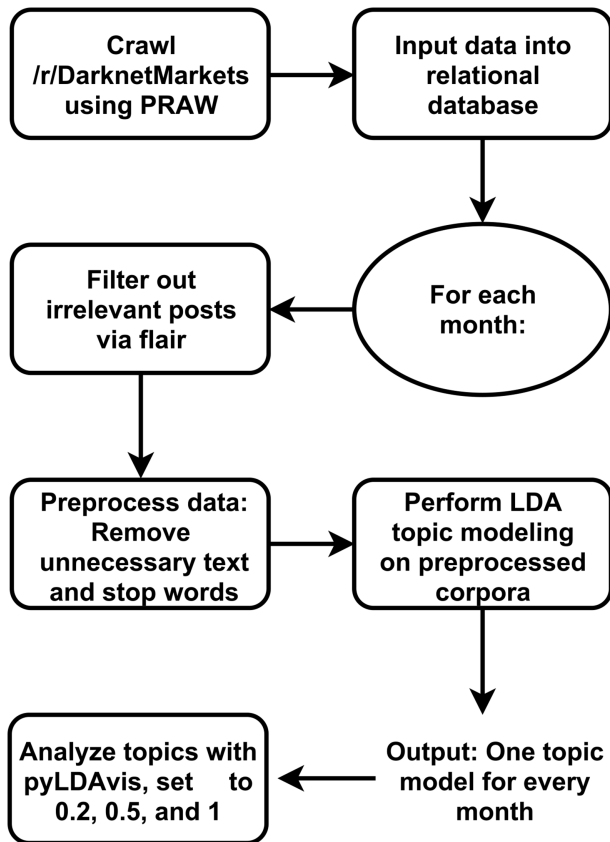 Crawl
/r/DarknetMarkets
using PRAW
Input data into
relational
database
For each
month:
Filter out
irrelevant posts
via flair
Preprocess data:
Remove
unnecessary text
and stop words
Perform LDA
topic modeling
on preprocessed
corpora
Output: One topic
model for every
month
Analyze topics with
pyLDAvis, set to
0.2, 0.5, and 1